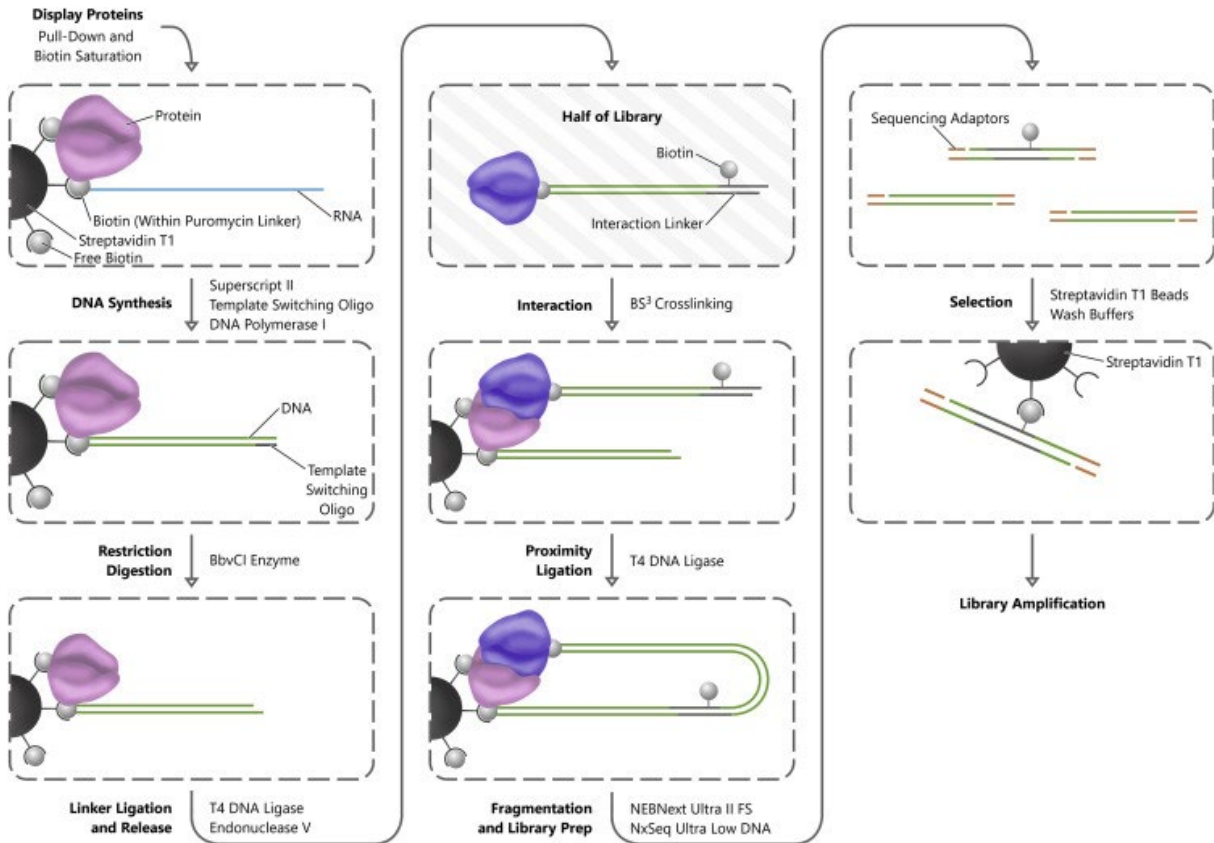 Display Proteins
Pull-Down and
Biotin Saturation
Protein
RNA
Biotin (Within Puromycin Linker)
Streptavidin T1
Free Biotin
DNA Synthesis
Superscript II
Template Switching Oligo
DNA Polymerase I
DNA
Template
Switching
Oligo
Restriction
Digestion
BbvCI Enzyme
Linker Ligation
and Release
T4 DNA Ligase
Endonuclease V
Half of Library
Biotin
Interaction Linker
Interaction
BS³ Crosslinking
Proximity
Ligation
T4 DNA Ligase
Fragmentation
and Library Prep
NEBNext Ultra II FS
NxSeq Ultra Low DNA
Sequencing Adaptors
Selection
Streptavidin T1 Beads
Wash Buffers
Streptavidin T1
Library Amplification